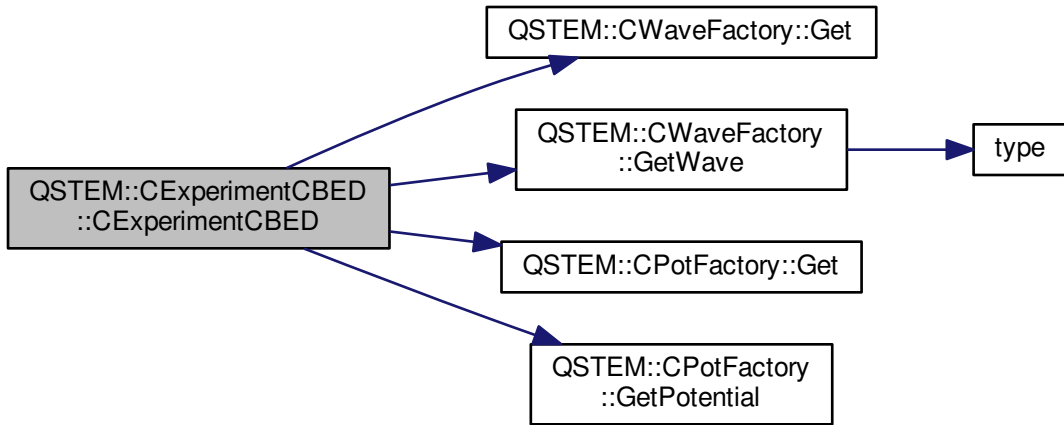 QSTEM::CExperimentCBED
::CExperimentCBED
QSTEM::CWaveFactory::Get
QSTEM::CWaveFactory
::GetWave
type
QSTEM::CPotFactory::Get
QSTEM::CPotFactory
::GetPotential